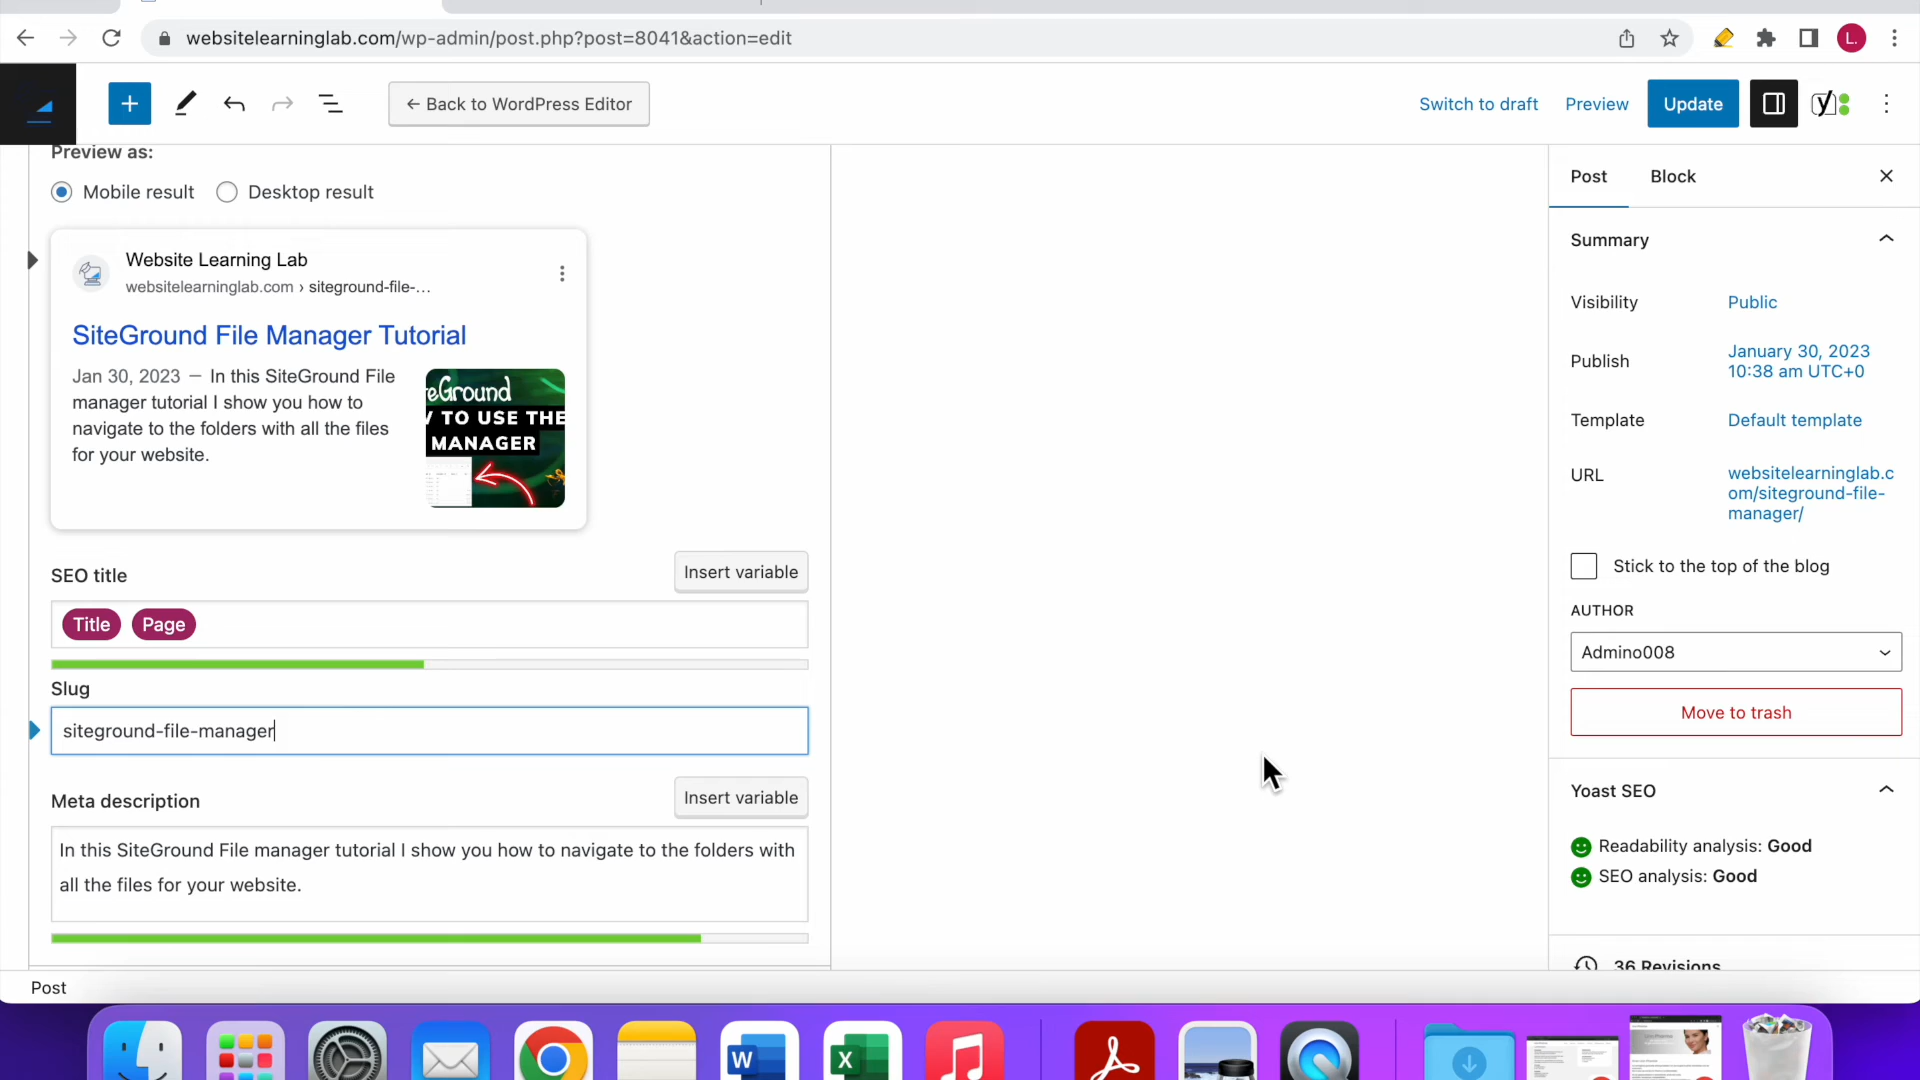 websitelearninglab.com/wp-admin/post.php?post=8041&action=edit
L.
← Back to WordPress Editor
Switch to draft
Preview
Update
Preview as:
Mobile result
Desktop result
Website Learning Lab
websitelearninglab.com › siteground-file-...
SiteGround File Manager Tutorial
Jan 30, 2023 — In this SiteGround File
manager tutorial I show you how to
navigate to the folders with all the files
for your website.
eGround
TO USE THE
MANAGER
SEO title
Insert variable
Title Page
Slug
siteground-file-manager
Meta description
Insert variable
In this SiteGround File manager tutorial I show you how to navigate to the folders with
all the files for your website.
Post
Post
Block
Summary
Visibility
Public
Publish
January 30, 2023
10:38 am UTC+0
Template
Default template
URL
websitelearninglab.c
om/siteground-file-
manager/
Stick to the top of the blog
AUTHOR
Admino008
Move to trash
Yoast SEO
Readability analysis: Good
SEO analysis: Good
36 Revisions
W
X